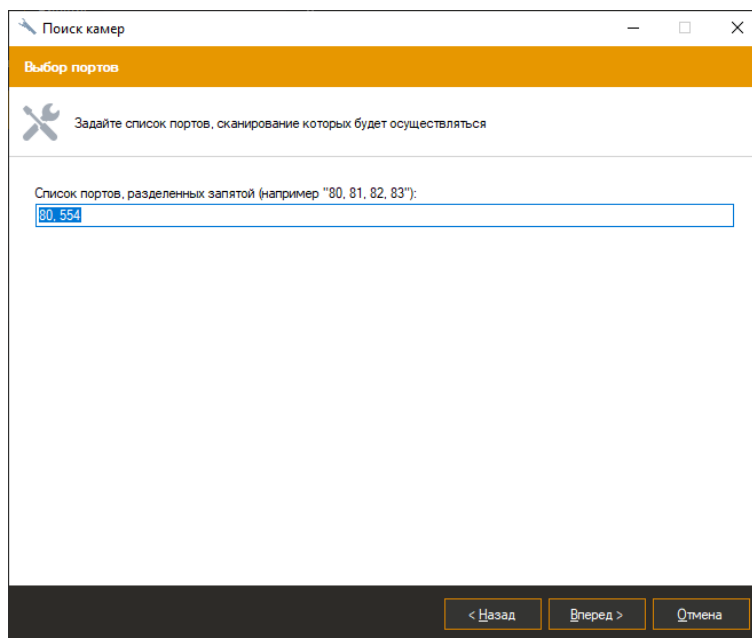 Поиск камер
Выбор портов
Задайте список портов, сканирование которых будет осуществляться
Список портов, разделенных запятой (например "80, 81, 82, 83"):
80, 554
< Назад Вперед > Отмена